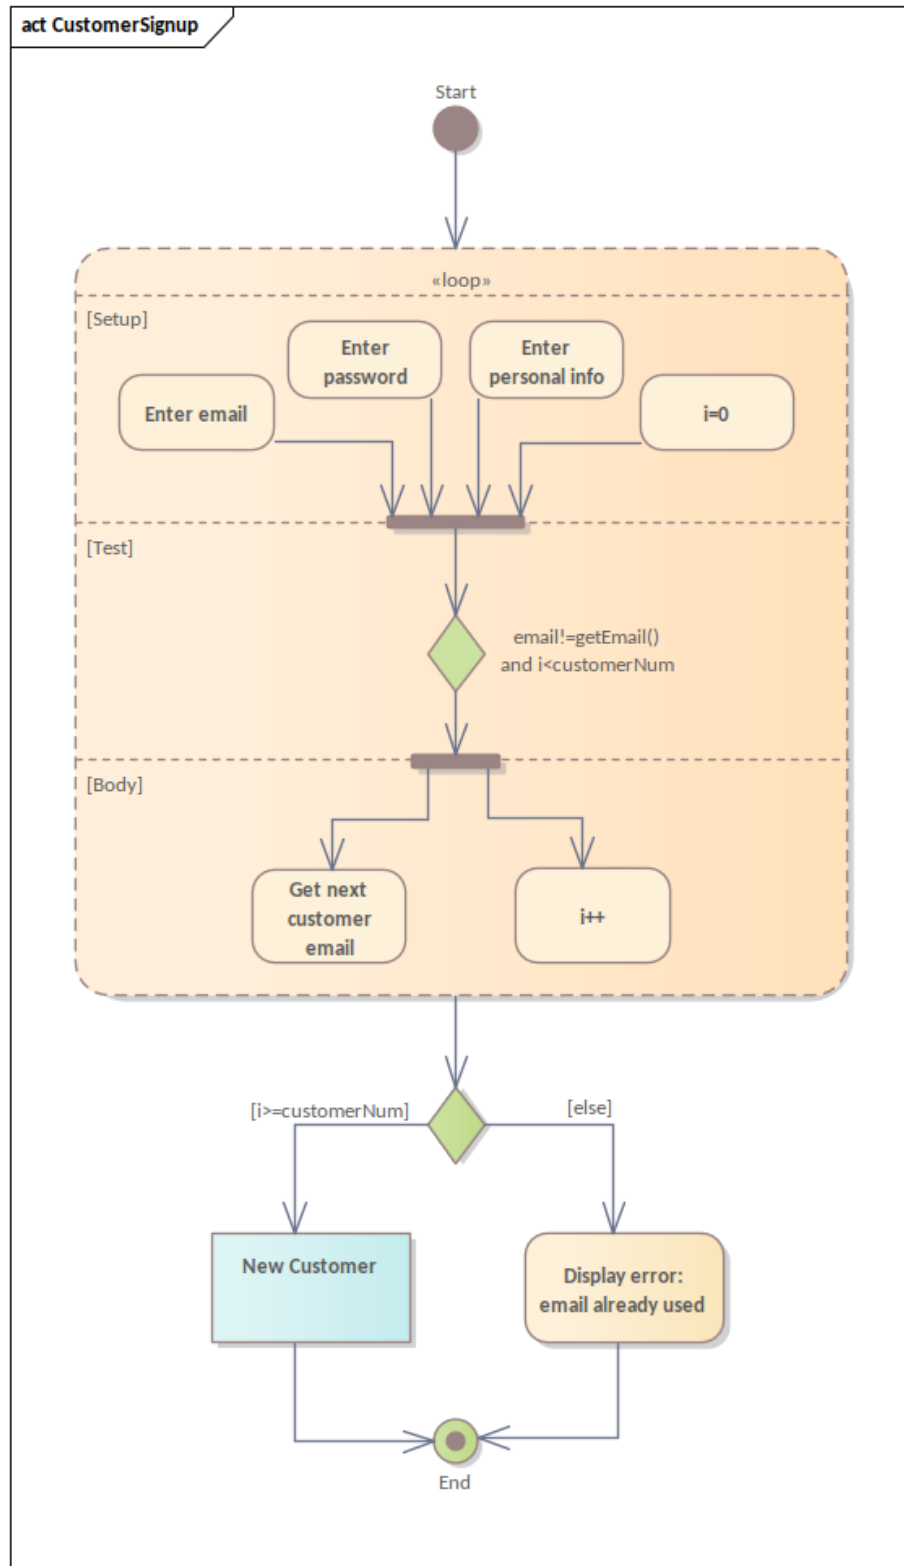 act CustomerSignup
Start
«loop»
[Setup]
Enter
password
Enter
personal info
Enter email
i=0
[Test]
email!=getEmail()
and i<customerNum
[Body]
Get next
customer
email
i++
[i>=customerNum]
[else]
New Customer
Display error:
email already used
End